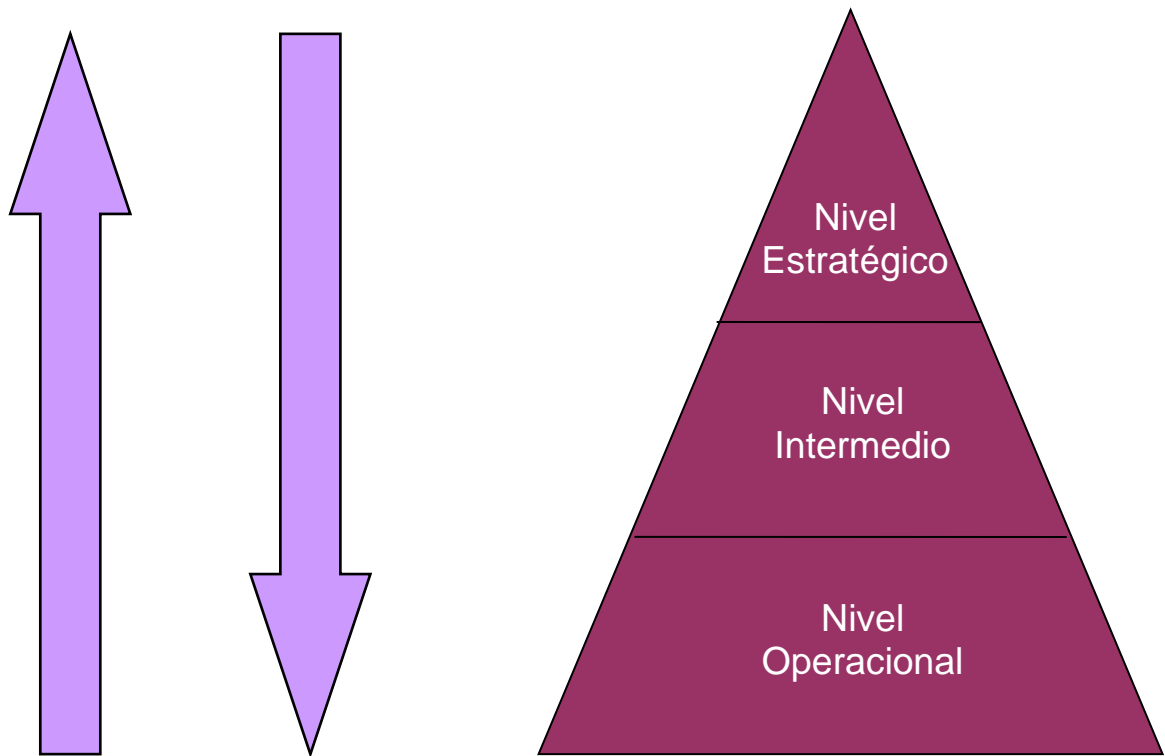 Nivel
Estratégico
Nivel
Intermedio
Nivel
Operacional